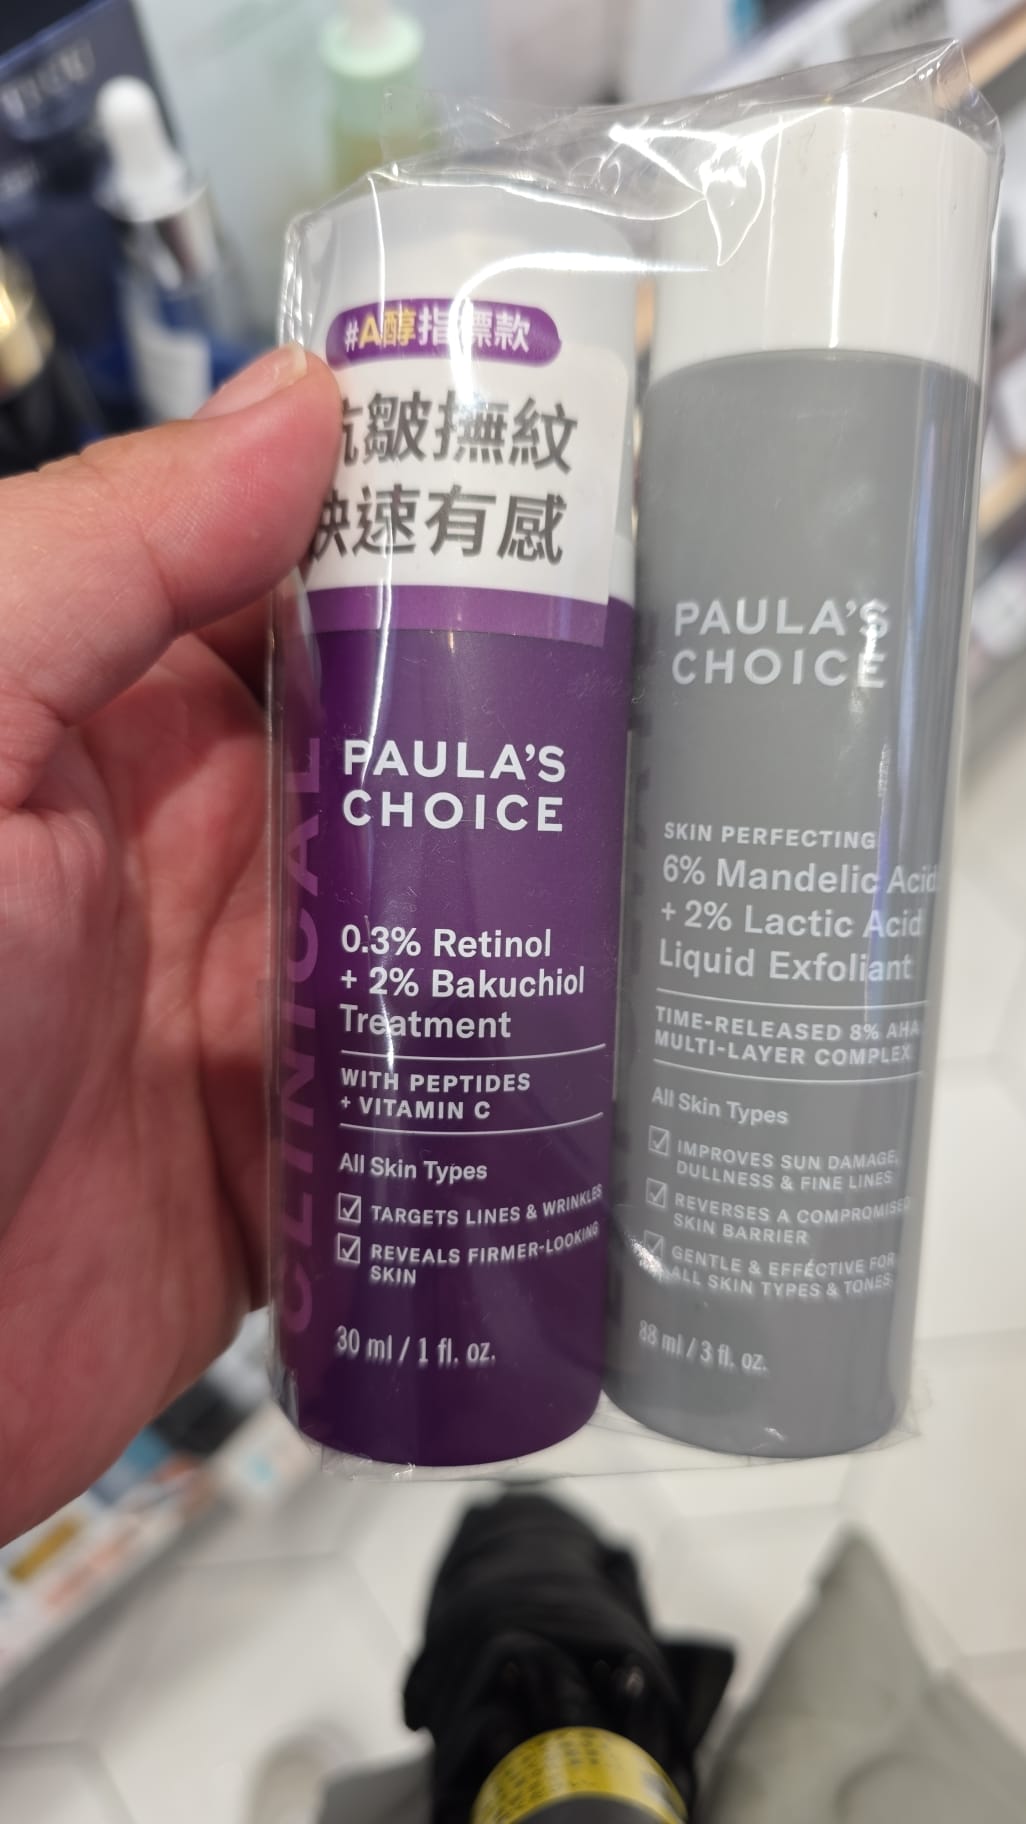 #A醇指標款
抗皺撫紋
快速有感
PAULA'S
CHOICE
CLINICAL
0.3% Retinol
+ 2% Bakuchiol
Treatment
WITH PEPTIDES
+ VITAMIN C
All Skin Types
TARGETS LINES & WRINKLES
REVEALS FIRMER-LOOKING
SKIN
30 ml / 1 fl. oz.
PAULA'S
CHOICE
SKIN PERFECTING
6% Mandelic Acid
+ 2% Lactic Acid
Liquid Exfoliant
TIME-RELEASED 8% AHA
MULTI-LAYER COMPLEX
All Skin Types
IMPROVES SUN DAMAGE,
DULLNESS & FINE LINES
REVERSES A COMPROMISED
SKIN BARRIER
GENTLE & EFFECTIVE FOR
ALL SKIN TYPES & TONES
88 ml / 3 fl. oz.